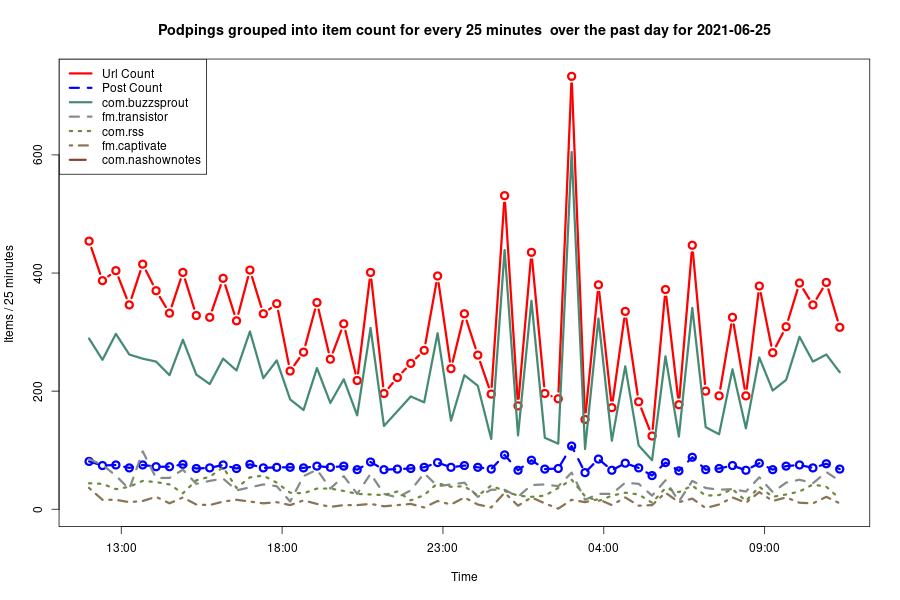 Podpings grouped into item count for every 25 minutes  over the past day for 2021-06-25
Url Count
Post Count
com.buzzsprout
fm.transistor
com.rss
fm.captivate
com.nashownotes
Items / 25 minutes
600
400
200
0
13:00
18:00
23:00
04:00
09:00
Time